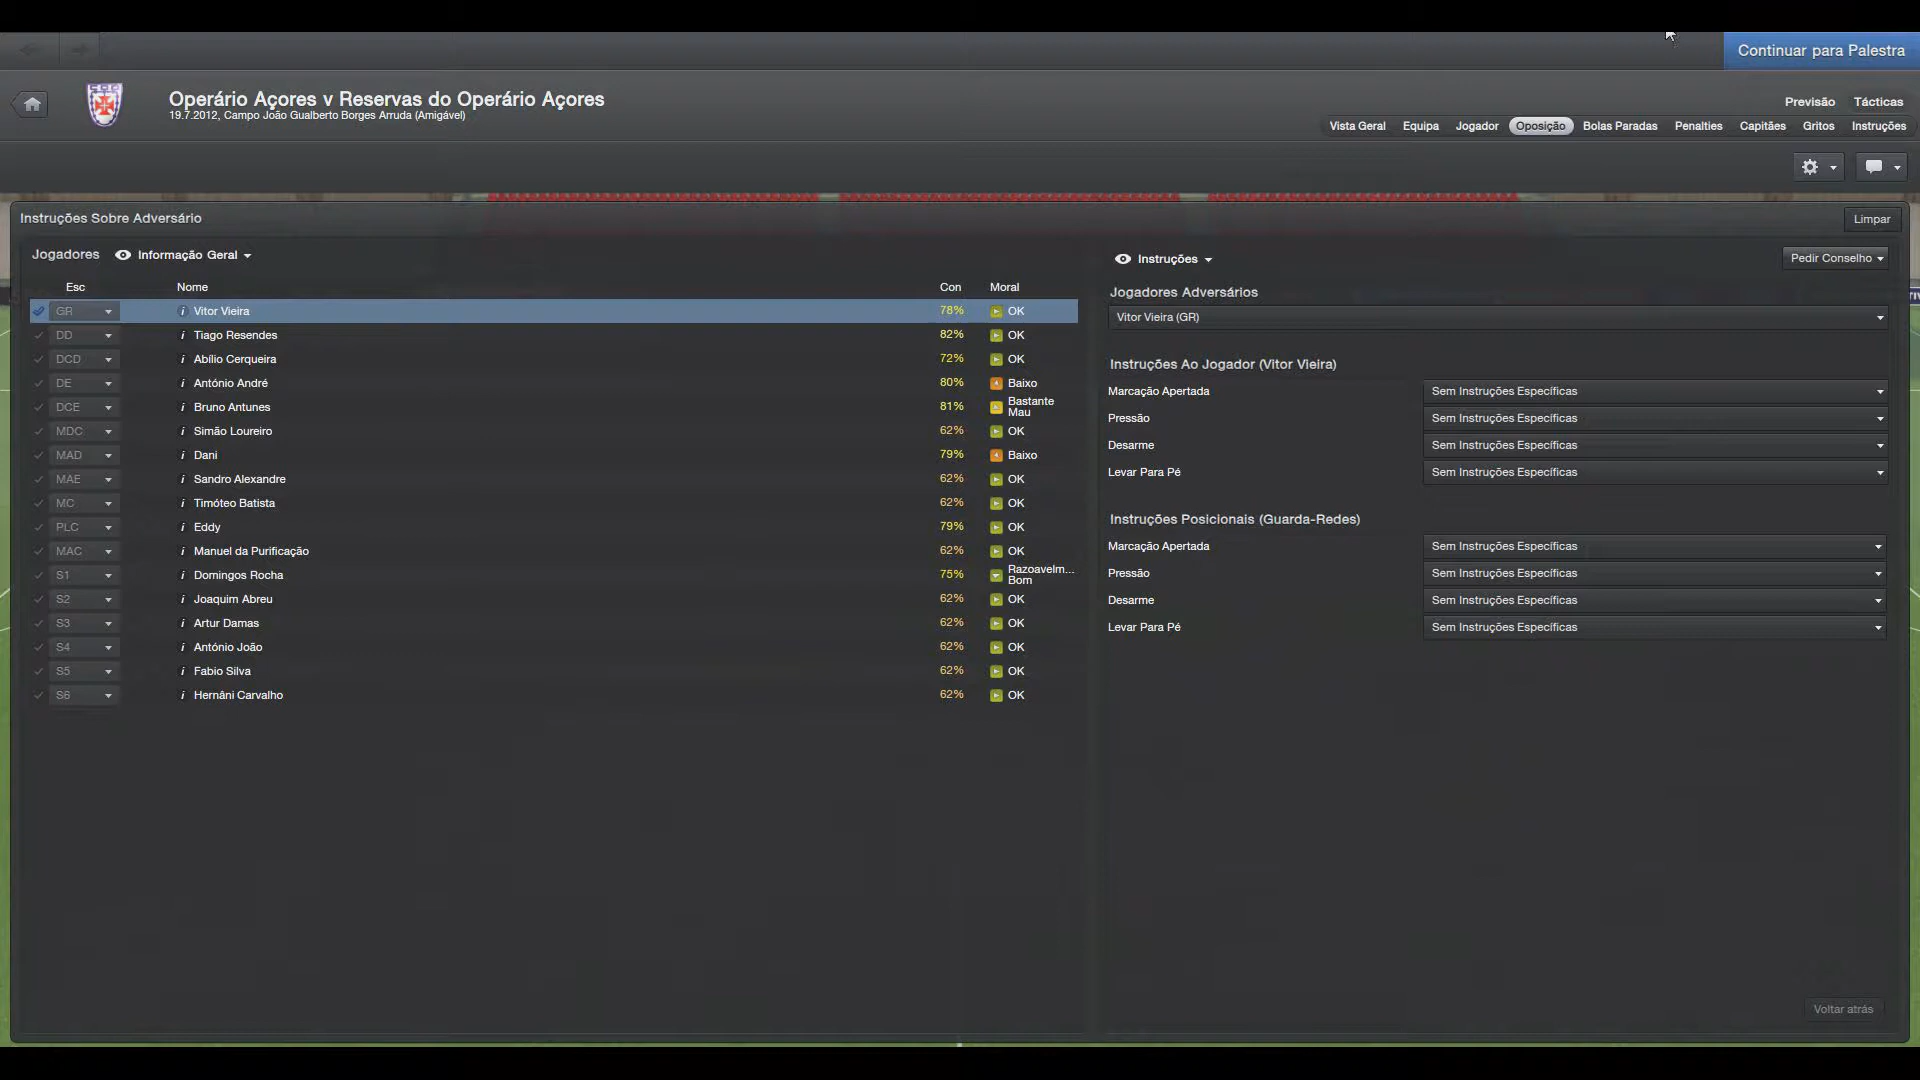 Continuar para Palestra
Operário Açores v Reservas do Operário Açores
19.7.2012, Campo João Gualberto Borges Arruda (Amigável)
Previsão Tácticas
Vista Geral Equipa Jogador Oposição Bolas Paradas Penalties Capitães Gritos Instruções
Instruções Sobre Adversário
Limpar
Jogadores Informação Geral
Esc Nome Con Moral
GR i Vitor Vieira 78% OK
DD i Tiago Resendes 82% OK
DCD i Abílio Cerqueira 72% OK
DE i António André 80% Baixo
DCE i Bruno Antunes 81% Bastante Mau
MDC i Simão Loureiro 62% OK
MAD i Dani 79% Baixo
MAE i Sandro Alexandre 62% OK
MC i Timóteo Batista 62% OK
PLC i Eddy 79% OK
MAC i Manuel da Purificação 62% OK
S1 i Domingos Rocha 75% Razoavelm... Bom
S2 i Joaquim Abreu 62% OK
S3 i Artur Damas 62% OK
S4 i António João 62% OK
S5 i Fabio Silva 62% OK
S6 i Hernâni Carvalho 62% OK
Instruções
Pedir Conselho
Jogadores Adversários
Vitor Vieira (GR)
Instruções Ao Jogador (Vitor Vieira)
Marcação Apertada Sem Instruções Específicas
Pressão Sem Instruções Específicas
Desarme Sem Instruções Específicas
Levar Para Pé Sem Instruções Específicas
Instruções Posicionais (Guarda-Redes)
Marcação Apertada Sem Instruções Específicas
Pressão Sem Instruções Específicas
Desarme Sem Instruções Específicas
Levar Para Pé Sem Instruções Específicas
Voltar atrás